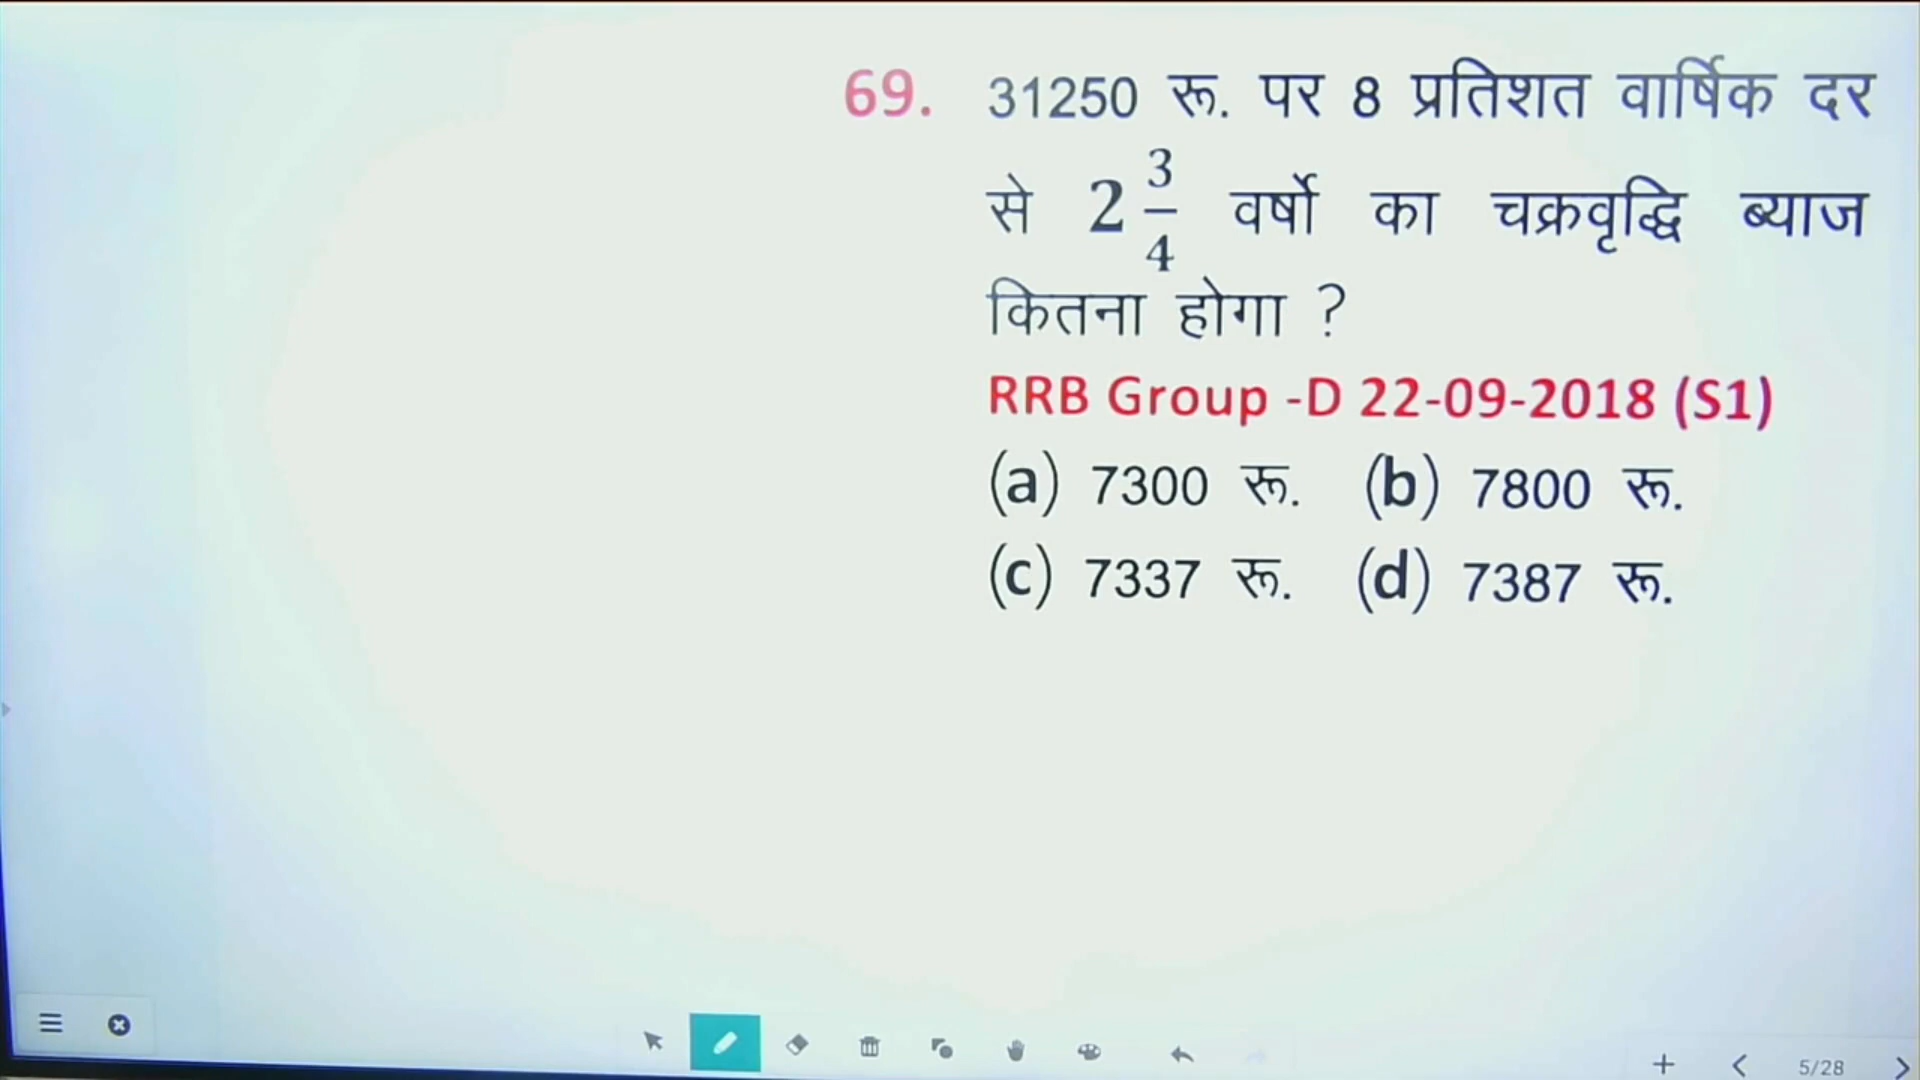 69. 31250 रू. पर 8 प्रतिशत वार्षिक दर
से 2 3/4 वर्षो का चक्रवृद्धि ब्याज
कितना होगा ?
RRB Group -D 22-09-2018 (S1)
(a) 7300 रू. (b) 7800 रू.
(c) 7337 रू. (d) 7387 रू.
5/28